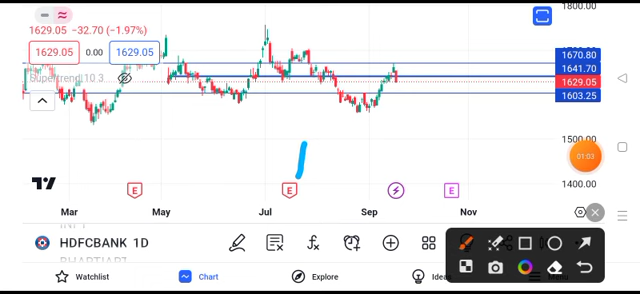 1800.00
1629.05 −32.70 (−1.97%)
1629.05 0.00 1629.05
1670.80
1641.70
Supertrend 10 3
1629.05
1603.25
1500.00
01:03
1400.00
E E E
Mar May Jul Sep Nov
HDFCBANK 1D
Watchlist Chart Explore Ideas